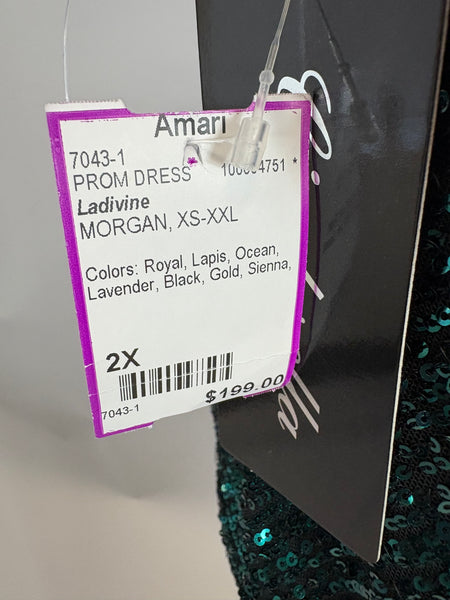 Amari
7043-1
PROM DRESS
Ladivine
MORGAN, XS-XXL
Colors: Royal, Lapis, Ocean,
Lavender, Black, Gold, Sienna,
2X
$199.00
7043-1